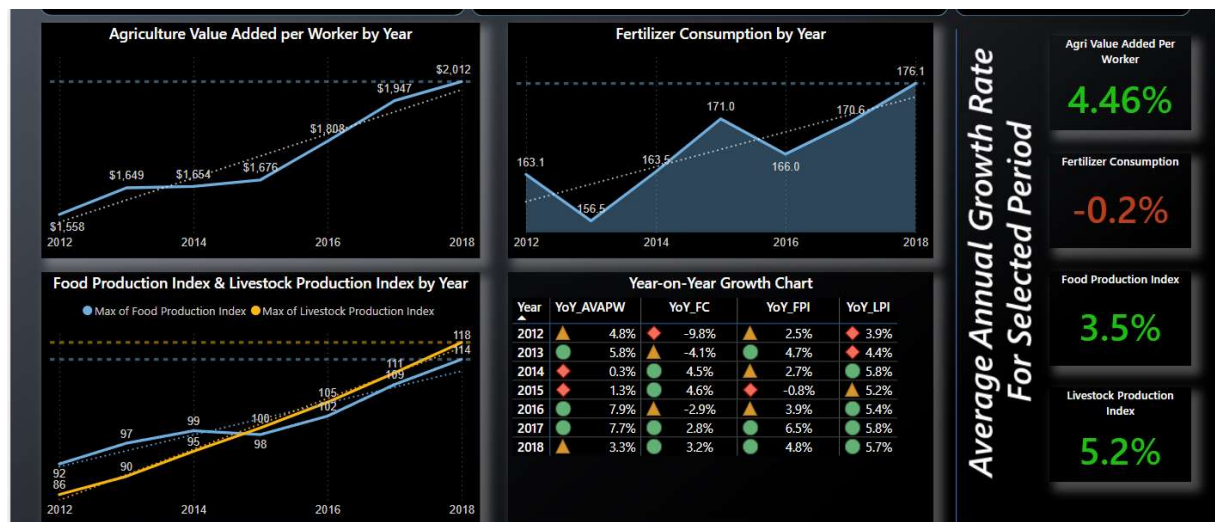 Agriculture Value Added per Worker by Year
$2,012
$1,947
$1,808
$1,676
$1,649
$1,654
$1,558
2012 2014 2016 2018
Fertilizer Consumption by Year
176.1
171.0
170.6
163.1
163.5
166.0
156.5
2012 2014 2016 2018
Food Production Index & Livestock Production Index by Year
Max of Food Production Index Max of Livestock Production Index
118
114
111
109
105
102
99
100
97
95
98
90
92
86
2012 2014 2016 2018
Year-on-Year Growth Chart
Year YoY_AVAPW YoY_FC YoY_FPI YoY_LPI
2012 4.8% -9.8% 2.5% 3.9%
2013 5.8% -4.1% 4.7% 4.4%
2014 0.3% 4.5% 2.7% 5.8%
2015 1.3% 4.6% -0.8% 5.2%
2016 7.9% -2.9% 3.9% 5.4%
2017 7.7% 2.8% 6.5% 5.8%
2018 3.3% 3.2% 4.8% 5.7%
Average Annual Growth Rate
For Selected Period
Agri Value Added Per
Worker
4.46%
Fertilizer Consumption
-0.2%
Food Production Index
3.5%
Livestock Production
Index
5.2%